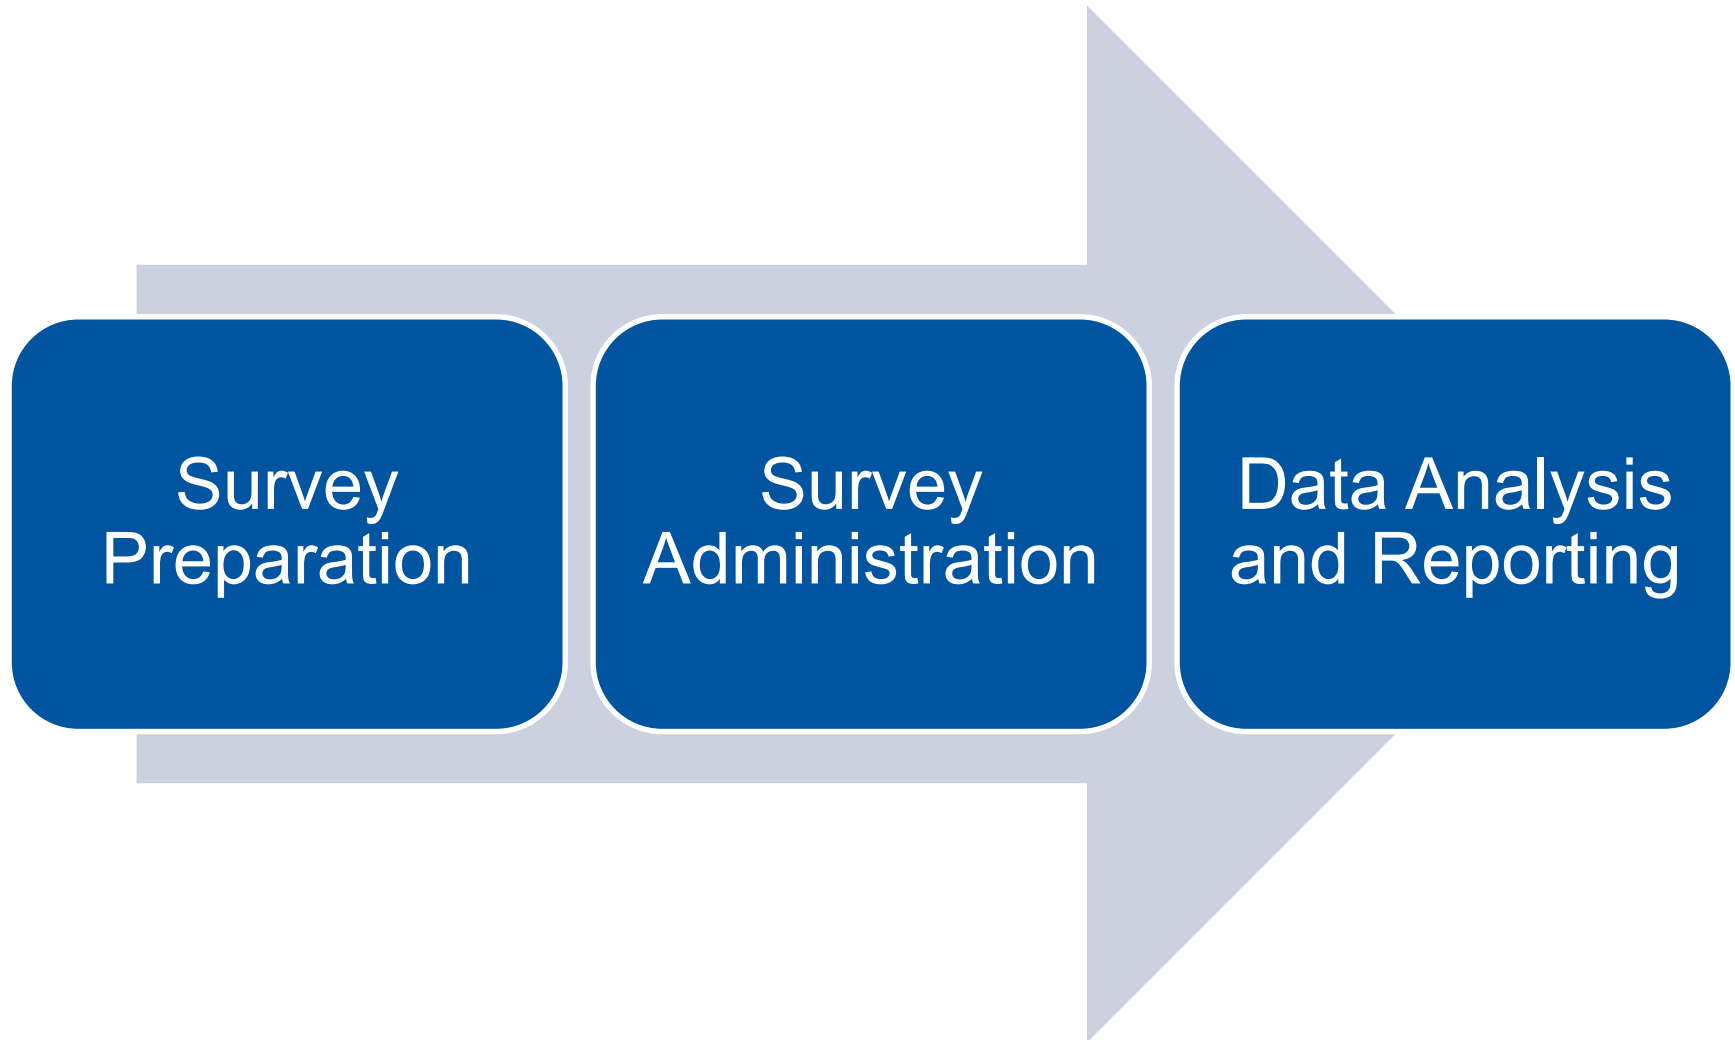 Survey
Preparation
Survey
Administration
Data Analysis
and Reporting